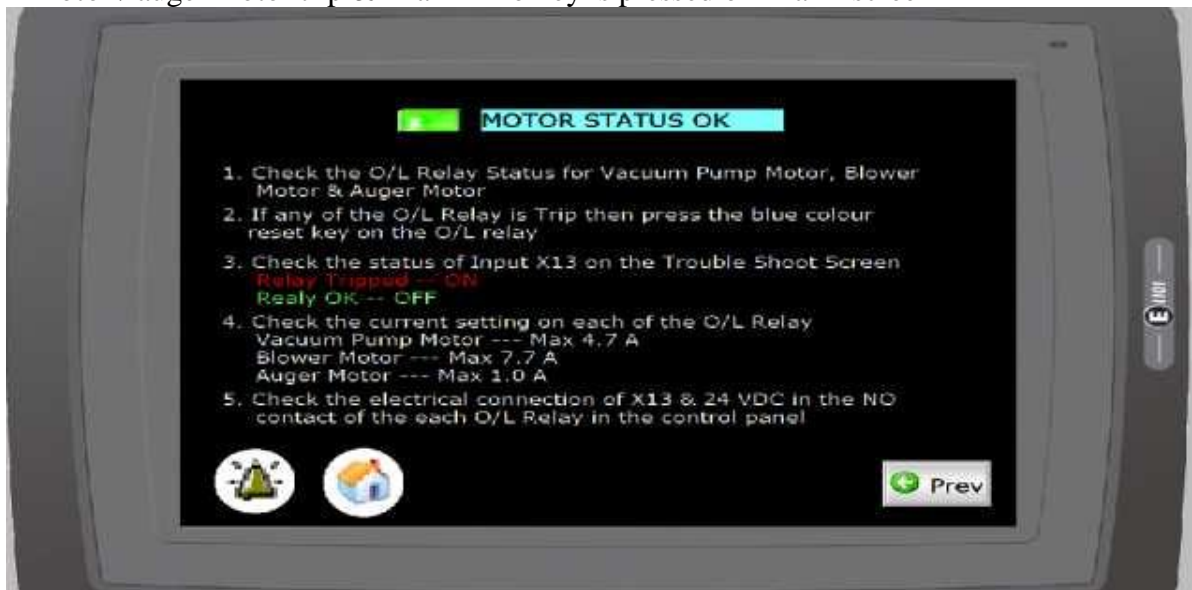 MOTOR STATUS OK
1. Check the O/L Relay Status for Vacuum Pump Motor, Blower
Motor & Auger Motor
2. If any of the O/L Relay is Trip then press the blue colour
reset key on the O/L relay
3. Check the status of Input X13 on the Trouble Shoot Screen
Relay Tripped -- ON
Realy OK -- OFF
4. Check the current setting on each of the O/L Relay
Vacuum Pump Motor --- Max 4.7 A
Blower Motor --- Max 7.7 A
Auger Motor --- Max 1.0 A
5. Check the electrical connection of X13 & 24 VDC in the NO
contact of the each O/L Relay in the control panel
Prev